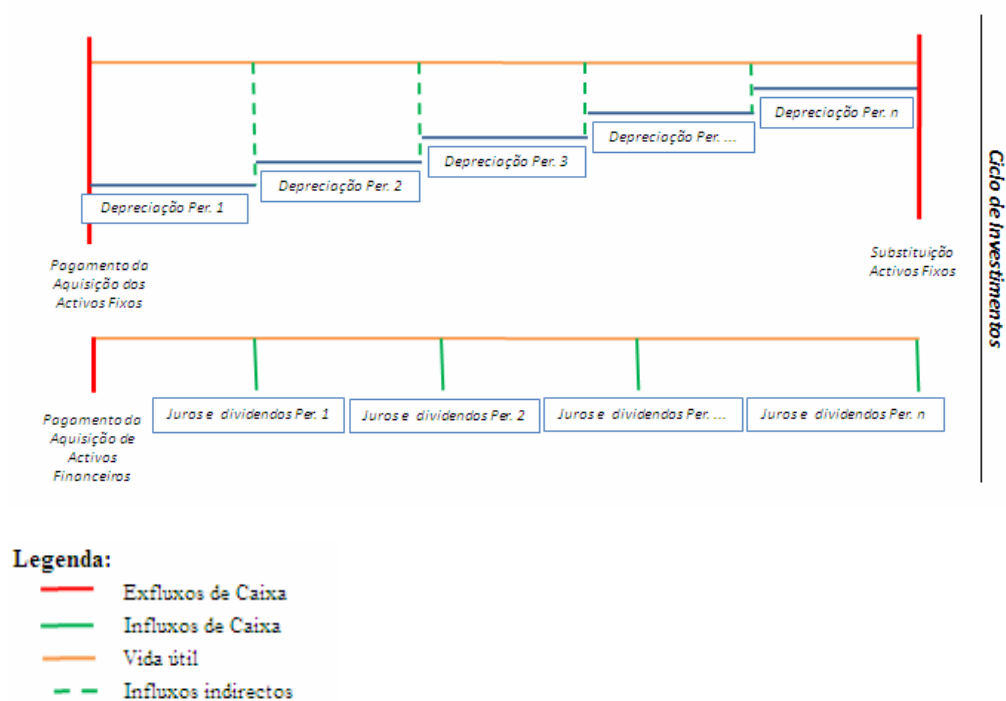 Depreciação Per. n
Depreciação Per. ...
Depreciação Per. 3
Depreciação Per. 2
Depreciação Per. 1
Pagamento da
Aquisição dos
Activos Fixos
Substituição
Activos Fixos
Ciclo de Investimentos
Juros e dividendos Per. 1
Juros e dividendos Per. 2
Juros e dividendos Per. ...
Juros e dividendos Per. n
Pagamento da
Aquisição de
Activos
Financeiros
Legenda:
Exfluxos de Caixa
Influxos de Caixa
Vida útil
Influxos indirectos